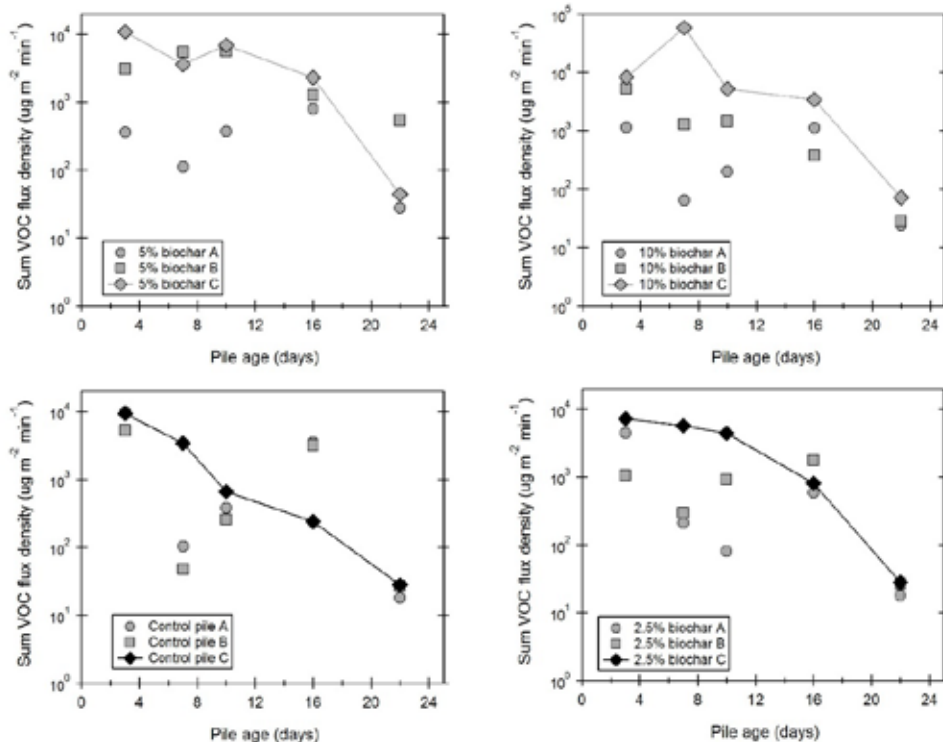 Sum VOC flux density (ug m⁻² min⁻¹)
10⁴
10³
10²
10¹
10⁰
5% biochar A
5% biochar B
5% biochar C
0 4 8 12 16 20 24
Pile age (days)
Sum VOC flux density (ug m⁻² min⁻¹)
10⁵
10⁴
10³
10²
10¹
10⁰
10% biochar A
10% biochar B
10% biochar C
0 4 8 12 16 20 24
Pile age (days)
Sum VOC flux density (ug m⁻² min⁻¹)
10⁴
10³
10²
10¹
10⁰
Control pile A
Control pile B
Control pile C
0 4 8 12 16 20 24
Pile age (days)
Sum VOC flux density (ug m⁻² min⁻¹)
10⁴
10³
10²
10¹
10⁰
2.5% biochar A
2.5% biochar B
2.5% biochar C
0 4 8 12 16 20 24
Pile age (days)